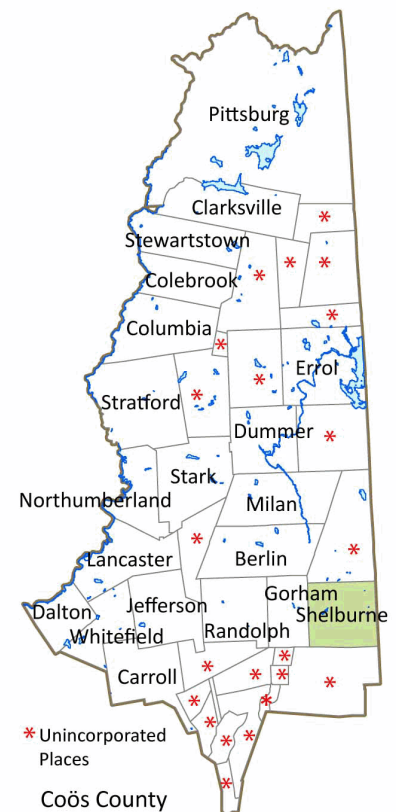 Pittsburg
Clarksville
*
Stewartstown
*
*
*
Colebrook
*
Columbia
*
Errol
*
*
Stratford
Dummer
*
Stark
Northumberland
Milan
*
*
Lancaster
Berlin
Gorham
Jefferson
Shelburne
Dalton
Randolph
Whitefield
*
*
*
*
Carroll
*
*
*
*
*
*
* Unincorporated
Places
*
Coös County